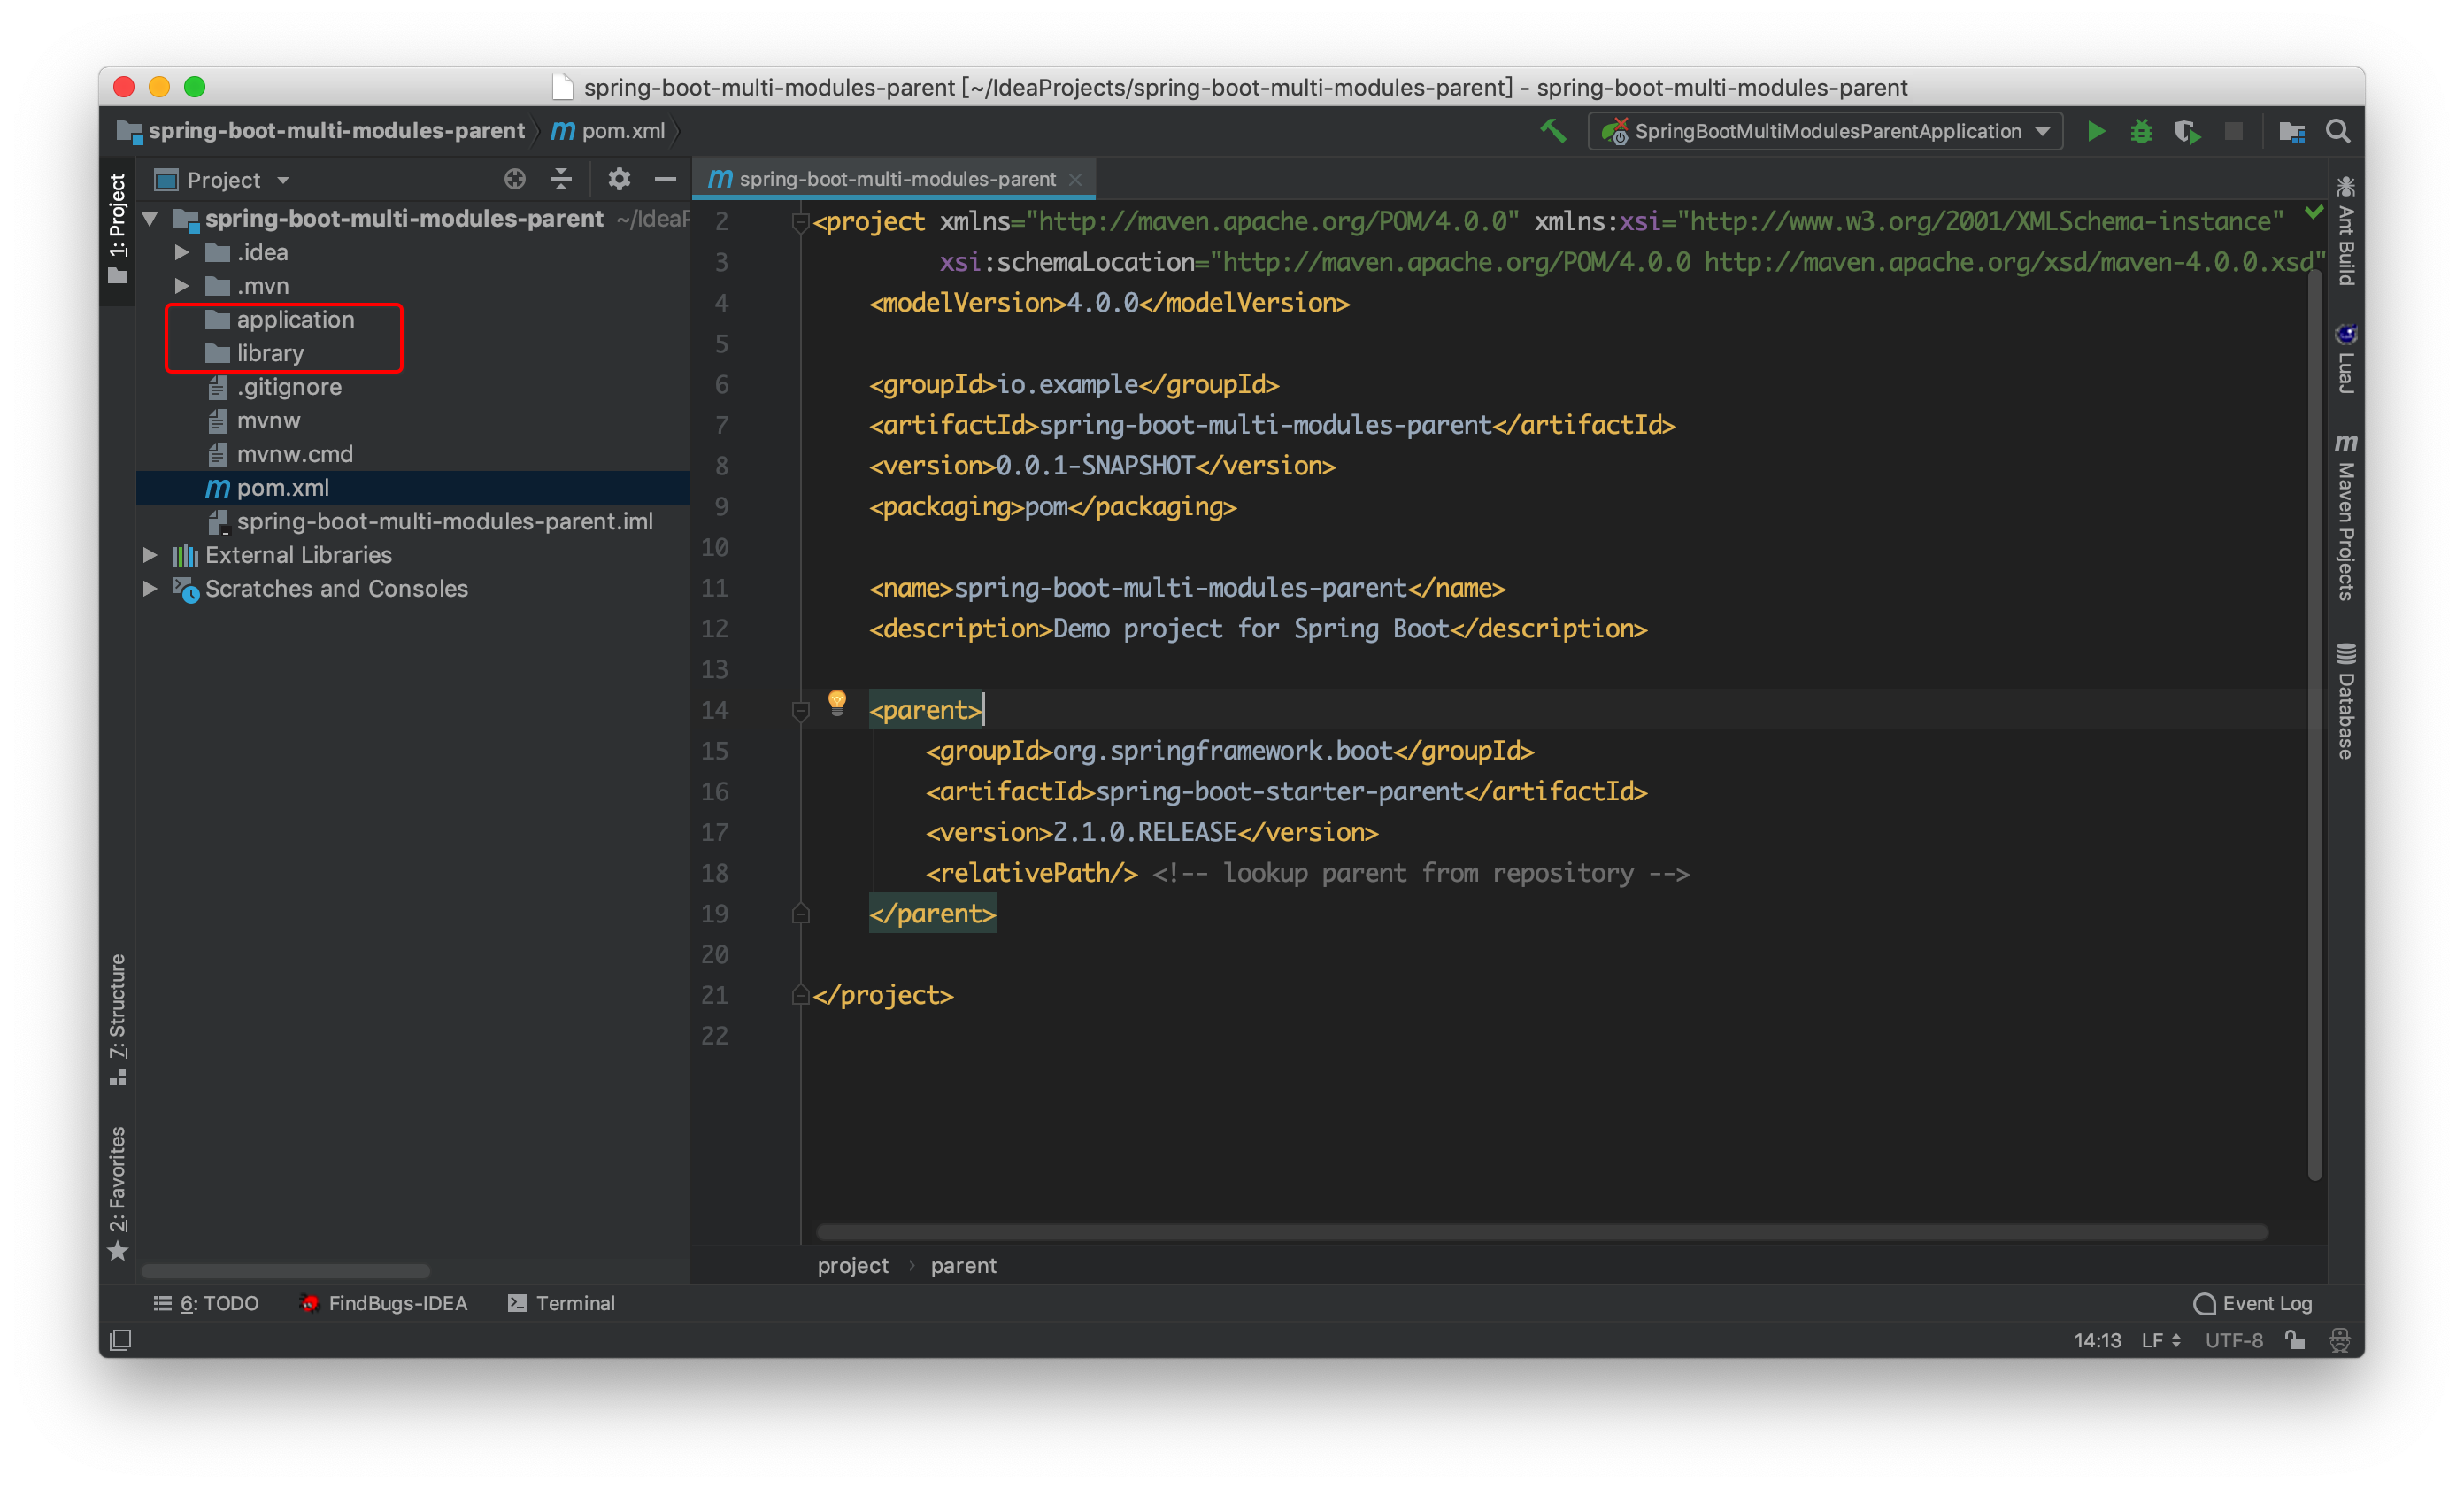 spring-boot-multi-modules-parent [~/IdeaProjects/spring-boot-multi-modules-parent] - spring-boot-multi-modules-parent
spring-boot-multi-modules-parent
pom.xml
SpringBootMultiModulesParentApplication
1: Project
7: Structure
2: Favorites
Project
spring-boot-multi-modules-parent ~/IdeaP
.idea
.mvn
application
library
.gitignore
mvnw
mvnw.cmd
pom.xml
spring-boot-multi-modules-parent.iml
External Libraries
Scratches and Consoles
spring-boot-multi-modules-parent
2 <project xmlns="http://maven.apache.org/POM/4.0.0" xmlns:xsi="http://www.w3.org/2001/XMLSchema-instance"
3 xsi:schemaLocation="http://maven.apache.org/POM/4.0.0 http://maven.apache.org/xsd/maven-4.0.0.xsd"
4 <modelVersion>4.0.0</modelVersion>
5
6 <groupId>io.example</groupId>
7 <artifactId>spring-boot-multi-modules-parent</artifactId>
8 <version>0.0.1-SNAPSHOT</version>
9 <packaging>pom</packaging>
10
11 <name>spring-boot-multi-modules-parent</name>
12 <description>Demo project for Spring Boot</description>
13
14 <parent>
15 <groupId>org.springframework.boot</groupId>
16 <artifactId>spring-boot-starter-parent</artifactId>
17 <version>2.1.0.RELEASE</version>
18 <relativePath/> <!-- lookup parent from repository -->
19 </parent>
20
21 </project>
22
project › parent
Ant Build
LuaJ
Maven Projects
Database
6: TODO
FindBugs-IDEA
Terminal
Event Log
14:13
LF
UTF-8